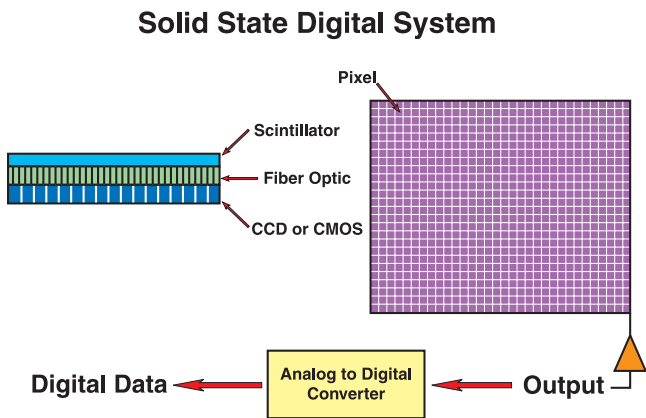 Solid State Digital System
Pixel
Scintillator
Fiber Optic
CCD or CMOS
Analog to Digital
Converter
Digital Data
Output